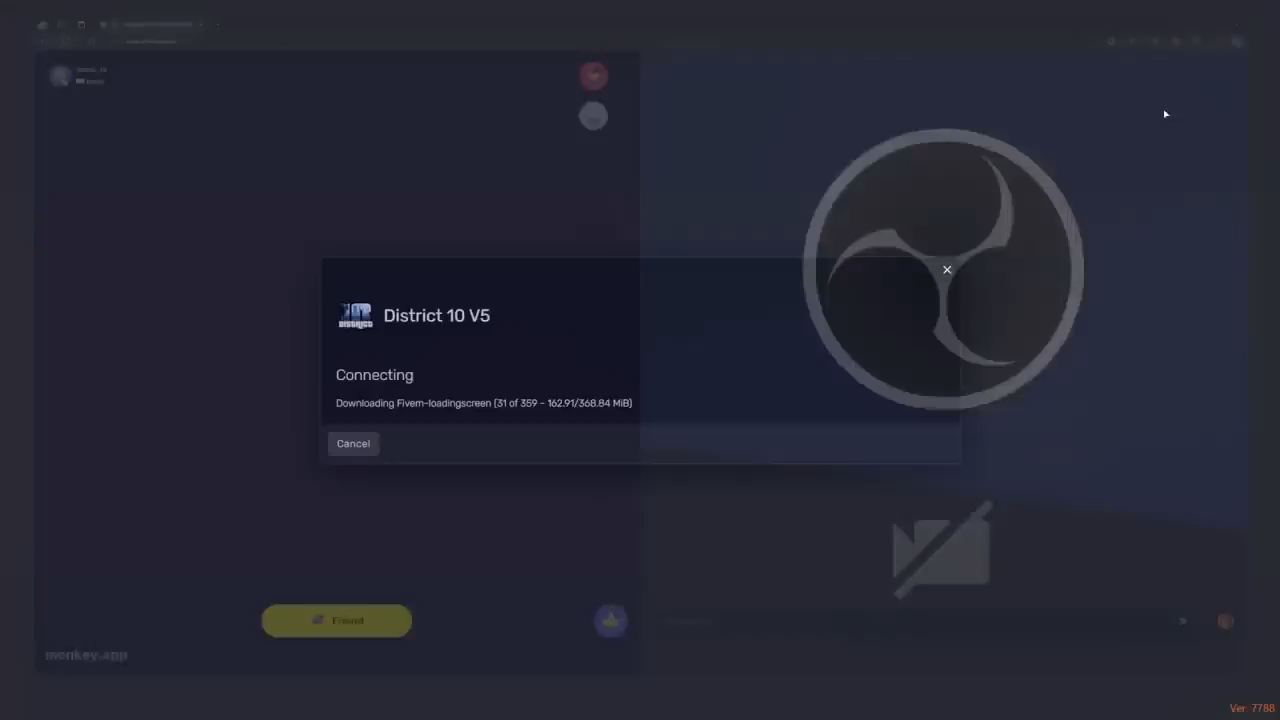 DISTRICT
District 10 V5
Connecting
Downloading Fivem-loadingscreen (31 of 359 - 162.91/368.84 MiB)
Cancel
monkey.app
Ver: 7788